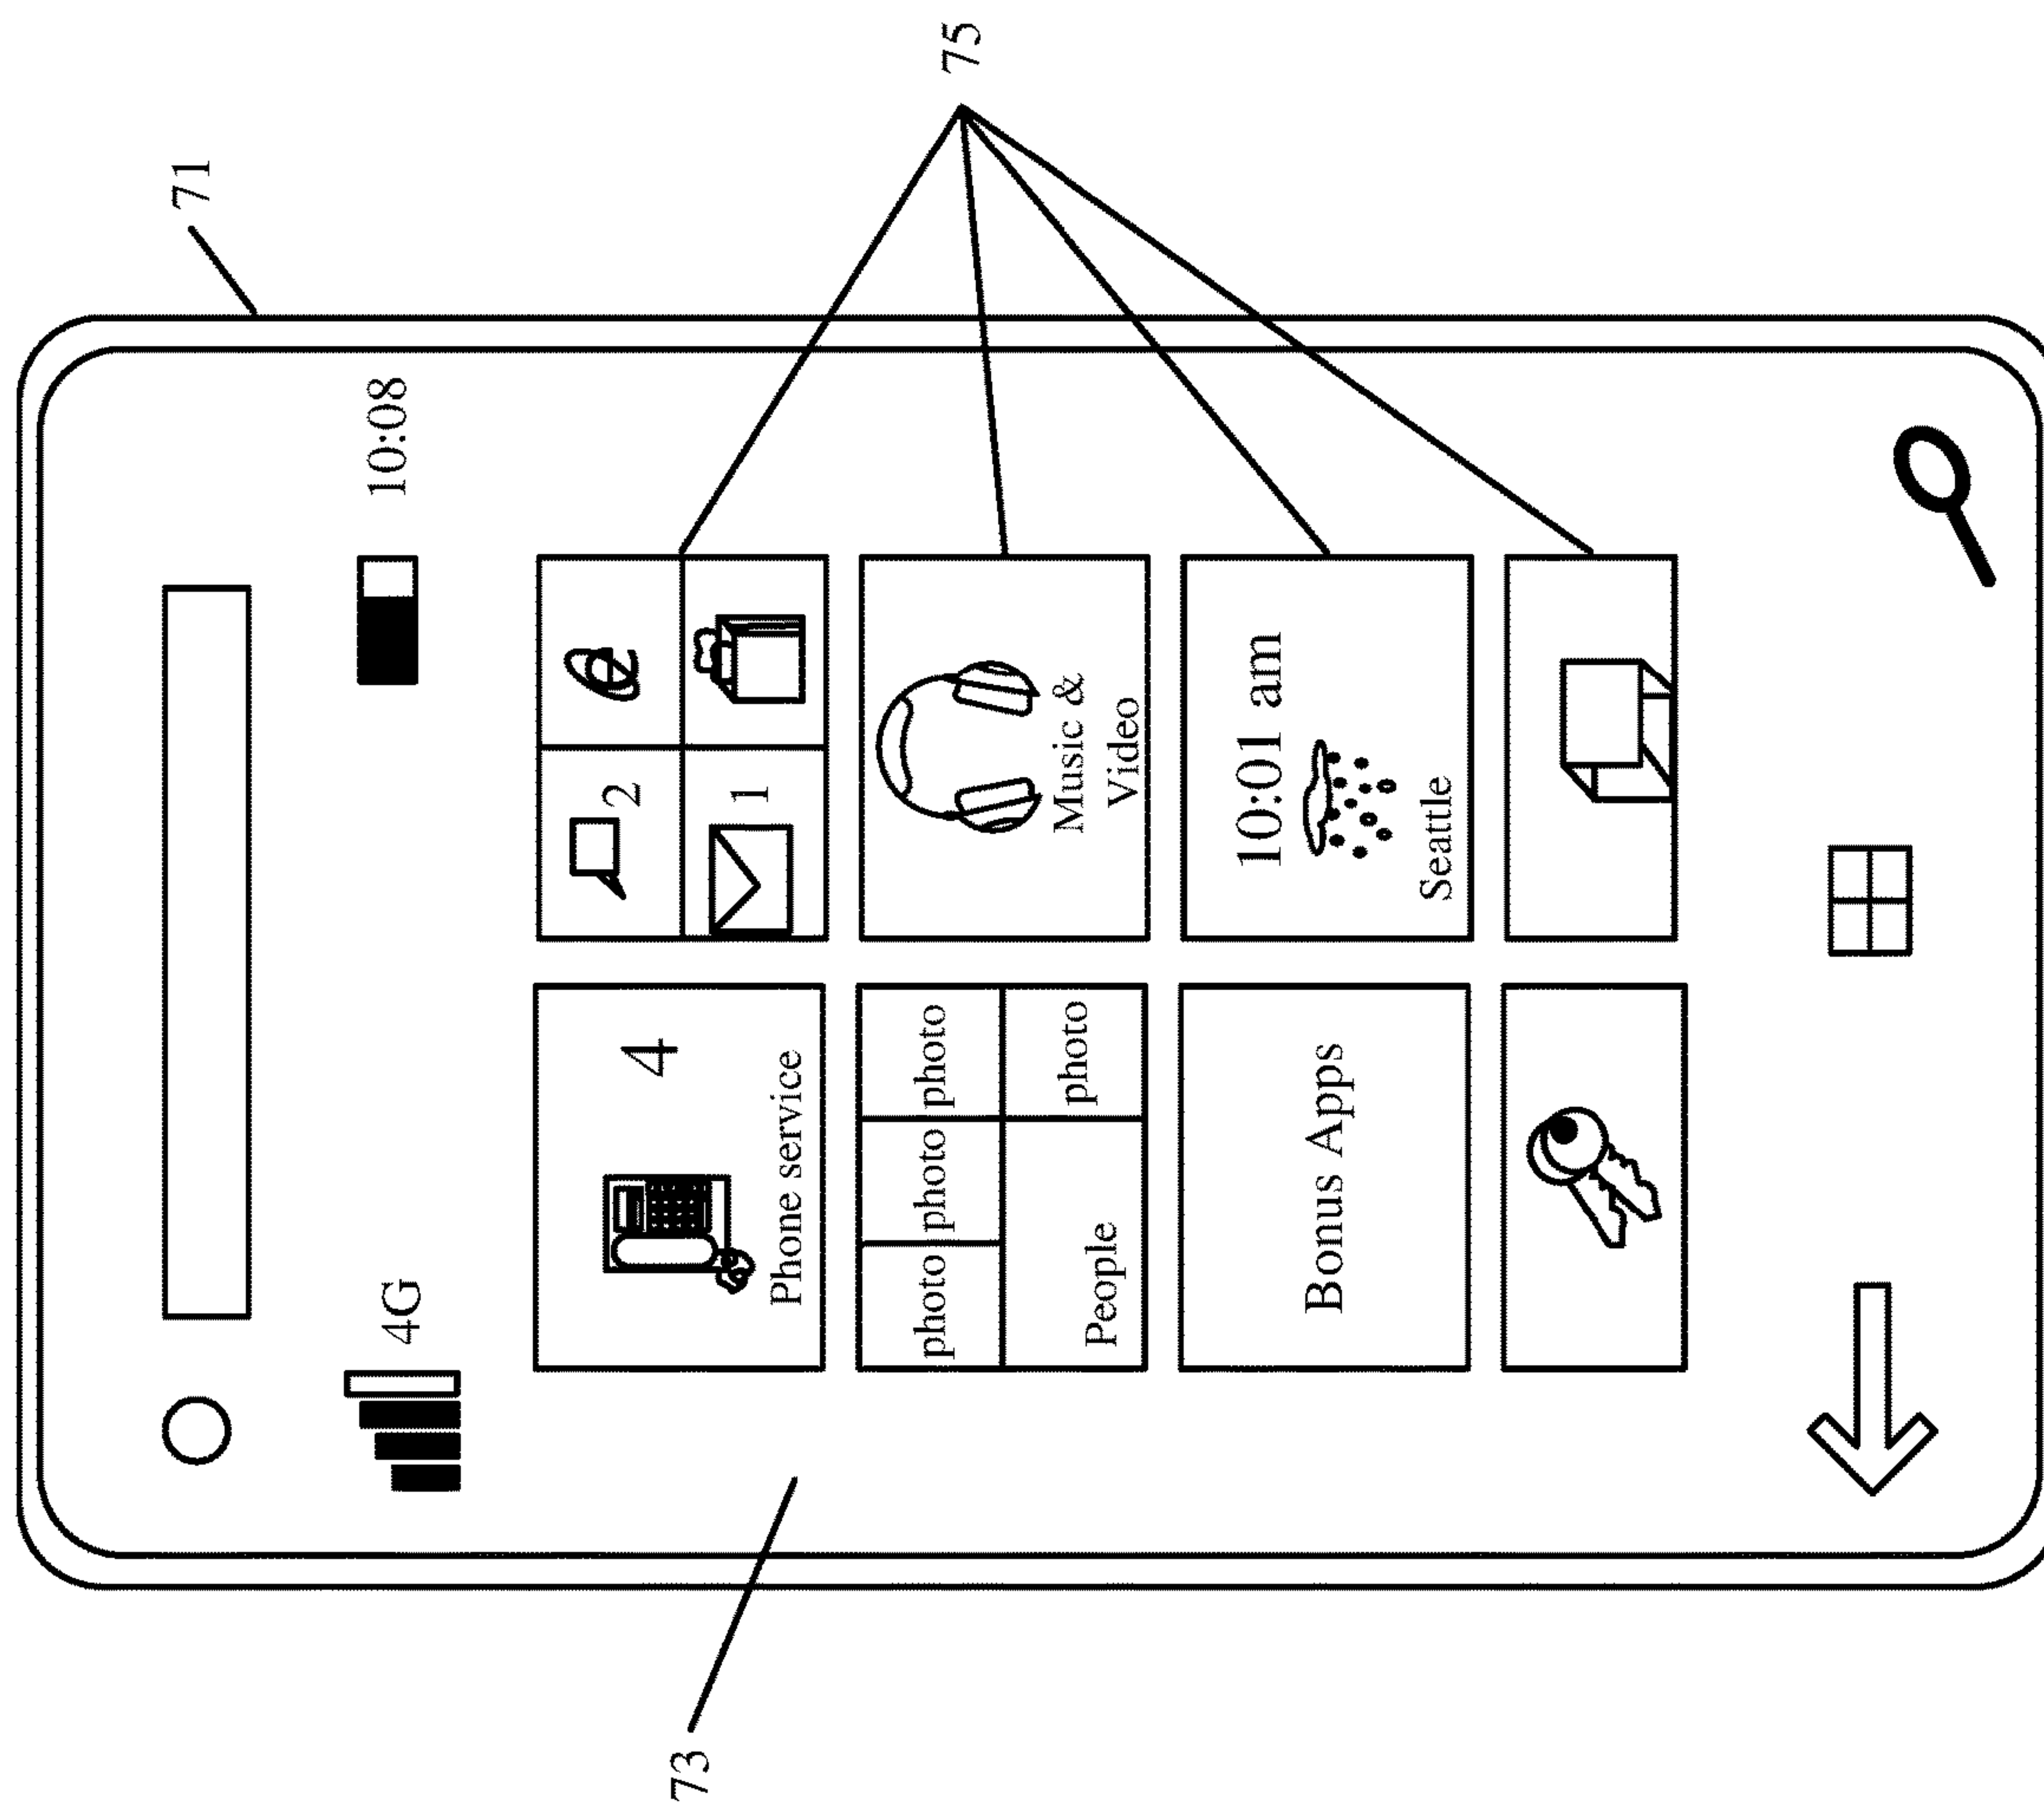 71
4G
10:08
4
2
1
Phone service
73
photo photo photo
75
photo
People
Music &
Video
10:01 am
Bonus Apps
Seattle